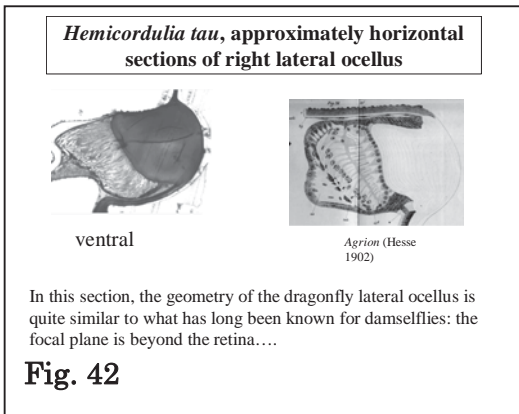 Hemicordulia tau, approximately horizontal
sections of right lateral ocellus
ventral
Agrion (Hesse
1902)
In this section, the geometry of the dragonfly lateral ocellus is
quite similar to what has long been known for damselflies: the
focal plane is beyond the retina….
Fig. 42